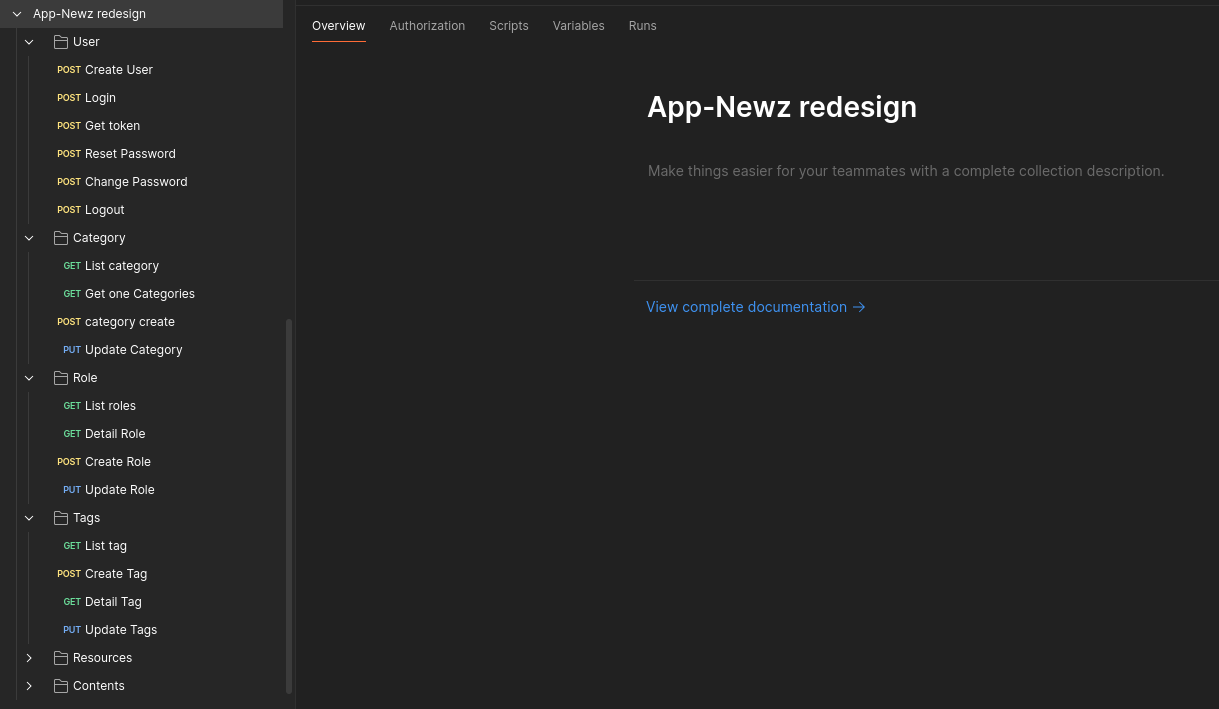 App-Newz redesign
User
POST Create User
POST Login
POST Get token
POST Reset Password
POST Change Password
POST Logout
Category
GET List category
GET Get one Categories
POST category create
PUT Update Category
Role
GET List roles
GET Detail Role
POST Create Role
PUT Update Role
Tags
GET List tag
POST Create Tag
GET Detail Tag
PUT Update Tags
Resources
Contents
Overview Authorization Scripts Variables Runs
App-Newz redesign
Make things easier for your teammates with a complete collection description.
View complete documentation →